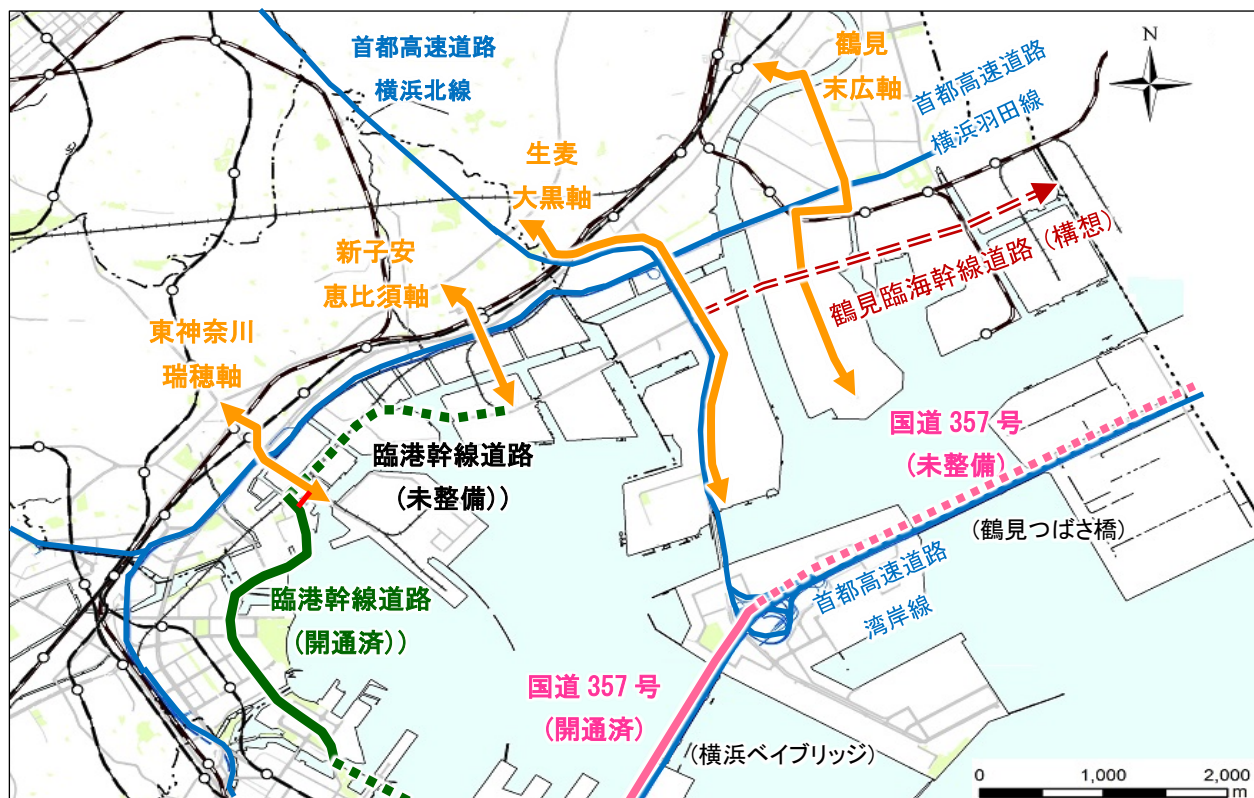 首都高速道路
横浜北線
鶴見
末広軸
N
首都高速道路
横浜羽田線
生麦
大黒軸
新子安
恵比須軸
鶴見臨海幹線道路(構想)
東神奈川
瑞穂軸
国道 357 号
(未整備)
臨港幹線道路
(未整備))
(鶴見つばさ橋)
首都高速道路
湾岸線
臨港幹線道路
(開通済))
国道 357 号
(開通済)
(横浜ベイブリッジ)
0 1,000 2,000
m